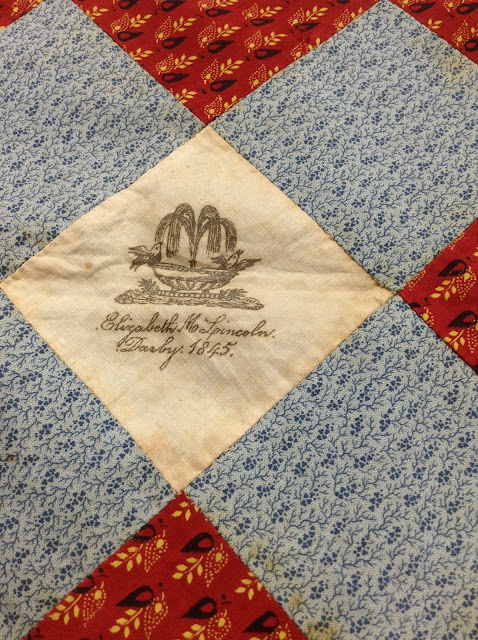 Elizabeth M. Lincoln.
Darby. 1845.